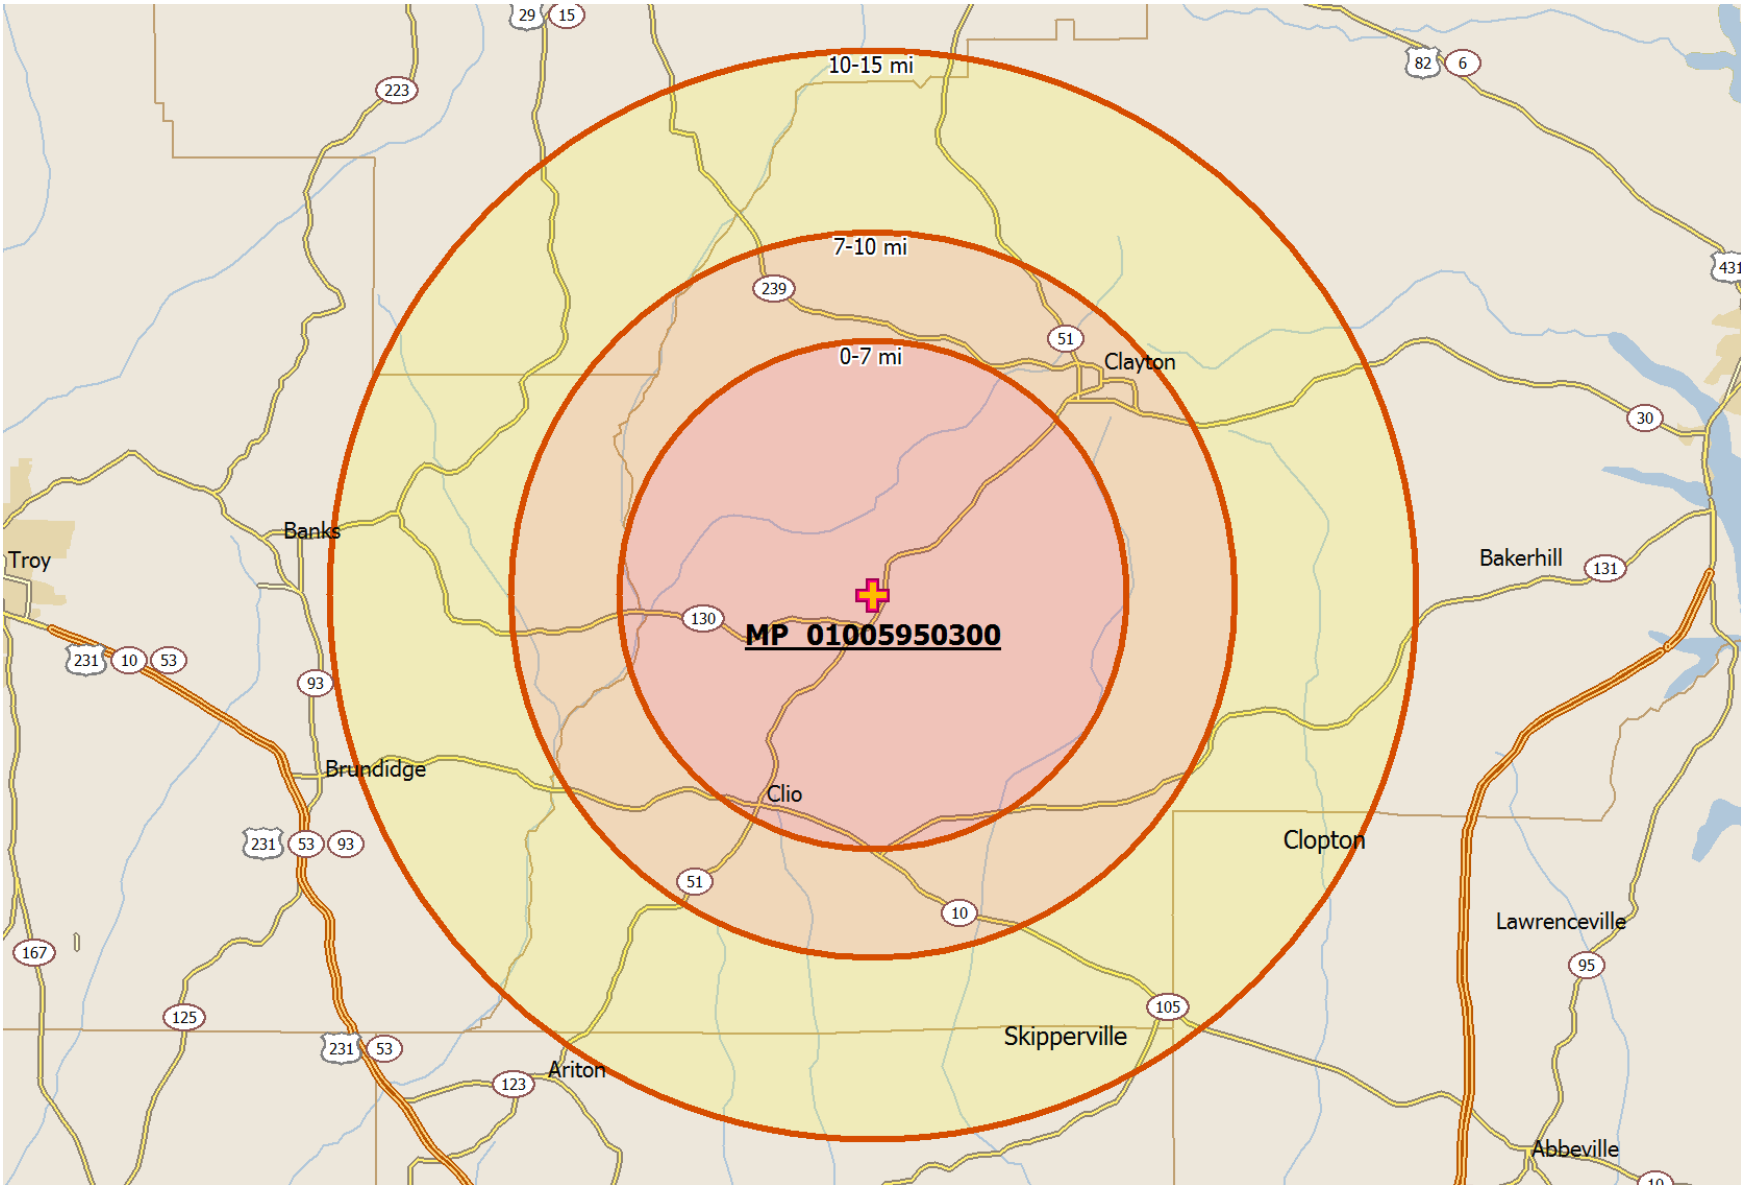 29
15
10-15 mi
82
6
223
7-10 mi
431
239
51
0-7 mi
Clayton
30
Banks
Troy
Bakerhill
131
130
MP 01005950300
231
10
53
93
Brundidge
Clio
231
53
93
Clopton
51
10
Lawrenceville
167
95
105
125
Skipperville
231
53
Ariton
123
Abbeville
10